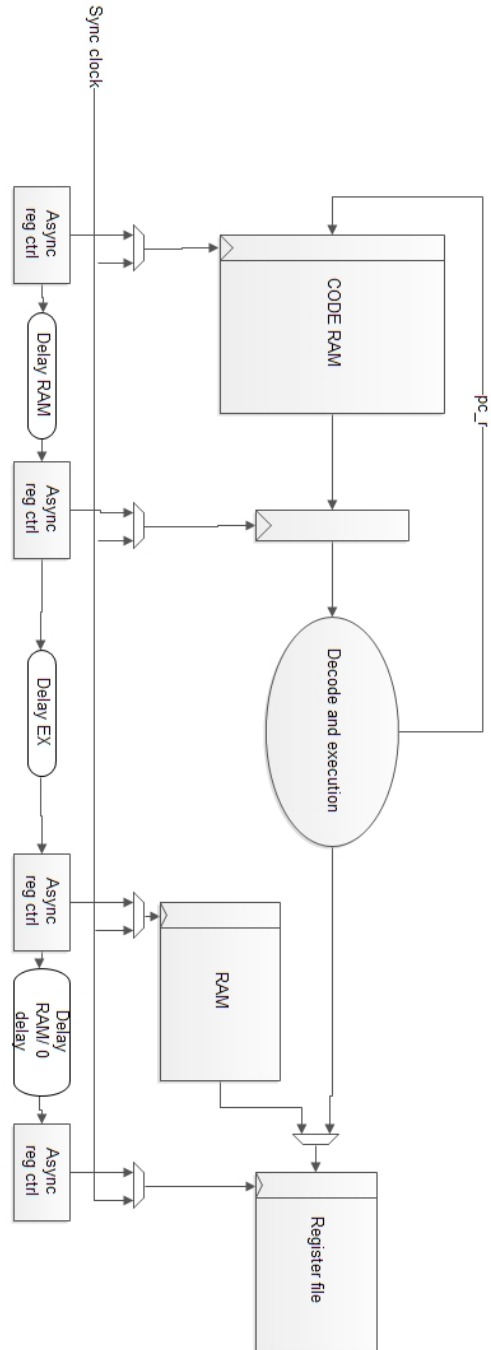 Sync clock
pc_r
CODE RAM
Decode and execution
RAM
Register file
Async
reg ctrl
Delay RAM
Async
reg ctrl
Delay EX
Async
reg ctrl
Delay
RAM/ 0
delay
Async
reg ctrl